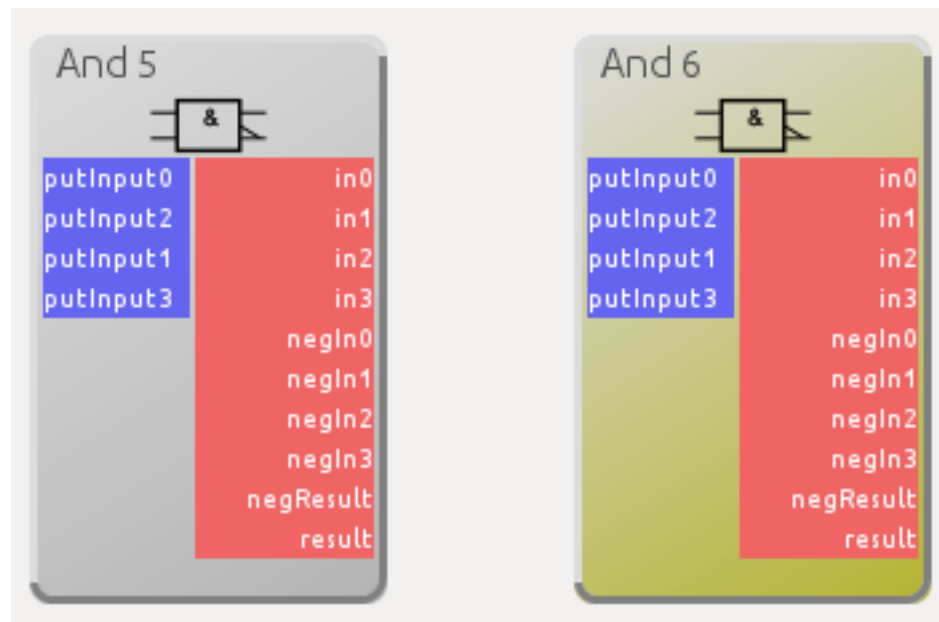 And 5
&
putInput0 in0
putInput2 in1
putInput1 in2
putInput3 in3
negIn0
negIn1
negIn2
negIn3
negResult
result
And 6
&
putInput0 in0
putInput2 in1
putInput1 in2
putInput3 in3
negIn0
negIn1
negIn2
negIn3
negResult
result